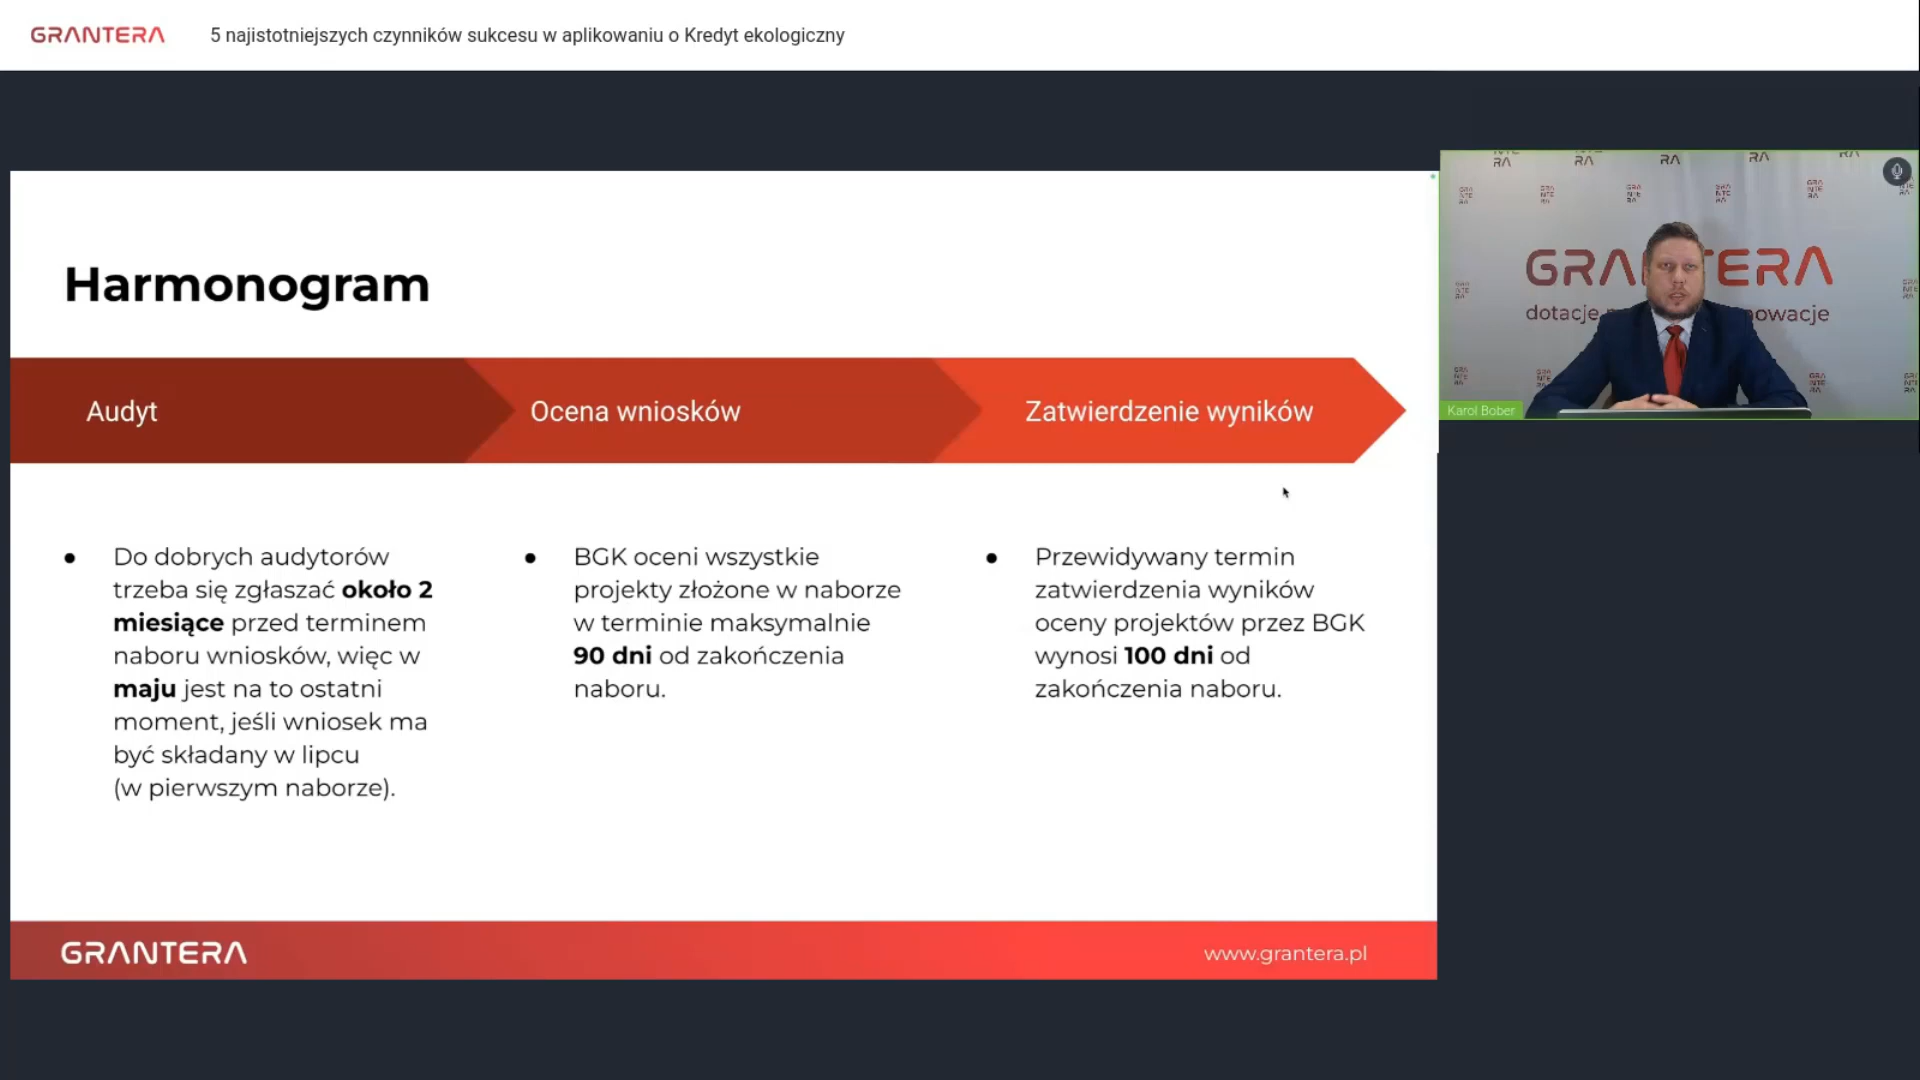 GRANTERA
5 najistotniejszych czynników sukcesu w aplikowaniu o Kredyt ekologiczny
Harmonogram
Audyt
Ocena wniosków
Zatwierdzenie wyników
● Do dobrych audytorów
trzeba się zgłaszać około 2
miesiące przed terminem
naboru wniosków, więc w
maju jest na to ostatni
moment, jeśli wniosek ma
być składany w lipcu
(w pierwszym naborze).
● BGK oceni wszystkie
projekty złożone w naborze
w terminie maksymalnie
90 dni od zakończenia
naboru.
● Przewidywany termin
zatwierdzenia wyników
oceny projektów przez BGK
wynosi 100 dni od
zakończenia naboru.
GRANTERA
www.grantera.pl
GRA TERA
dotacje nowacje
Karol Bober